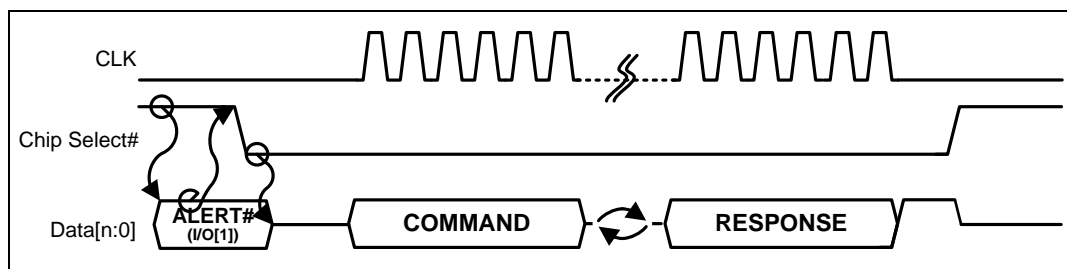 CLK
Chip Select#
Data[n:0]
ALERT#
(I/O[1])
COMMAND
RESPONSE